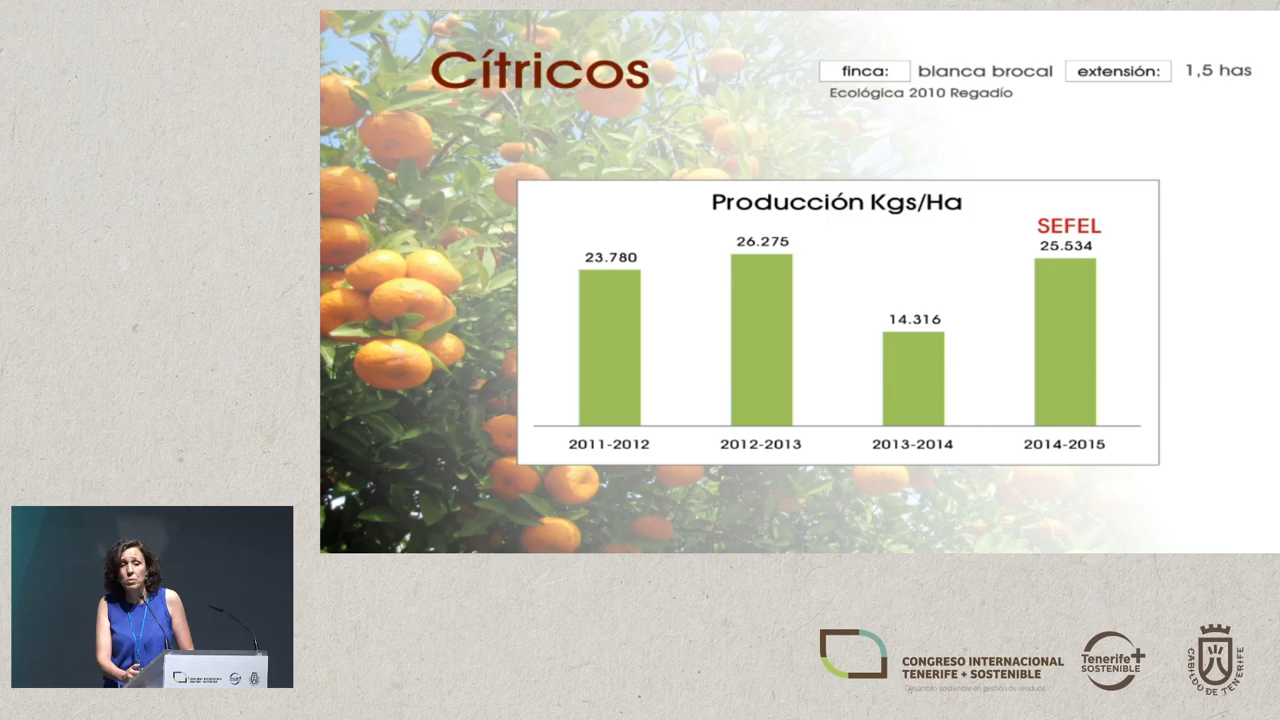 Cítricos
finca: blanca brocal extensión: 1,5 has
Ecológica 2010 Regadío
Producción Kgs/Ha
SEFEL
23.780
26.275
14.316
25.534
2011-2012
2012-2013
2013-2014
2014-2015
CONGRESO INTERNACIONAL
TENERIFE + SOSTENIBLE
Desarrollo sostenible en gestión de residuos
Tenerife+
SOSTENIBLE
CABILDO DE TENERIFE